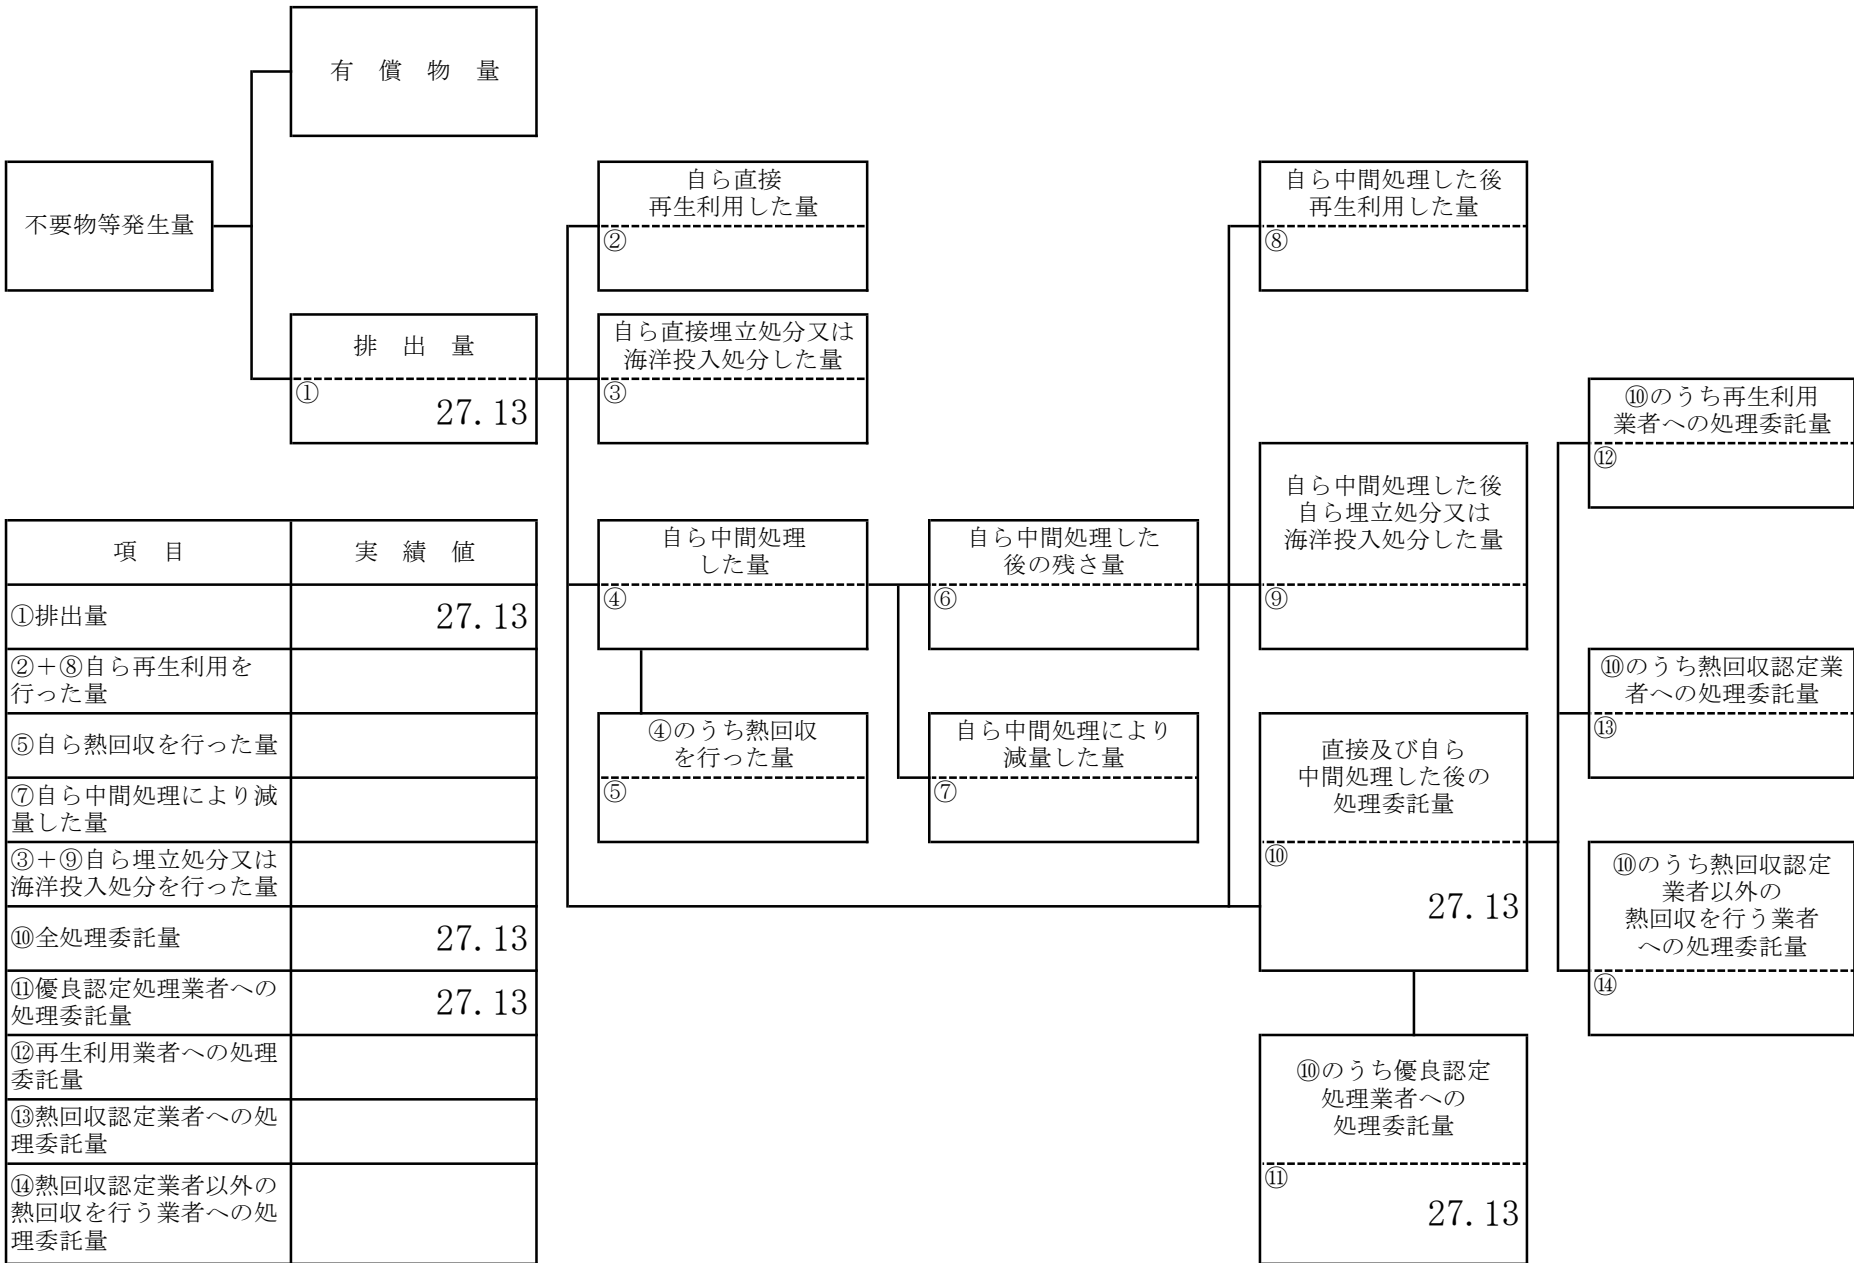 有 償 物 量
不要物等発生量
排 出 量
①
27.13
自ら直接
再生利用した量
②
自ら直接埋立処分又は
海洋投入処分した量
③
自ら中間処理
した量
④
④のうち熱回収
を行った量
⑤
自ら中間処理した
後の残さ量
⑥
自ら中間処理により
減量した量
⑦
自ら中間処理した後
再生利用した量
⑧
自ら中間処理した後
自ら埋立処分又は
海洋投入処分した量
⑨
直接及び自ら
中間処理した後の
処理委託量
⑩
27.13
⑩のうち優良認定
処理業者への
処理委託量
⑪
27.13
⑩のうち再生利用
業者への処理委託量
⑫
⑩のうち熱回収認定業
者への処理委託量
⑬
⑩のうち熱回収認定
業者以外の
熱回収を行う業者
への処理委託量
⑭
項 目 実 績 値
①排出量 27.13
②＋⑧自ら再生利用を
行った量
⑤自ら熱回収を行った量
⑦自ら中間処理により減
量した量
③＋⑨自ら埋立処分又は
海洋投入処分を行った量
⑩全処理委託量 27.13
⑪優良認定処理業者への
処理委託量 27.13
⑫再生利用業者への処理
委託量
⑬熱回収認定業者への処
理委託量
⑭熱回収認定業者以外の
熱回収を行う業者への処
理委託量